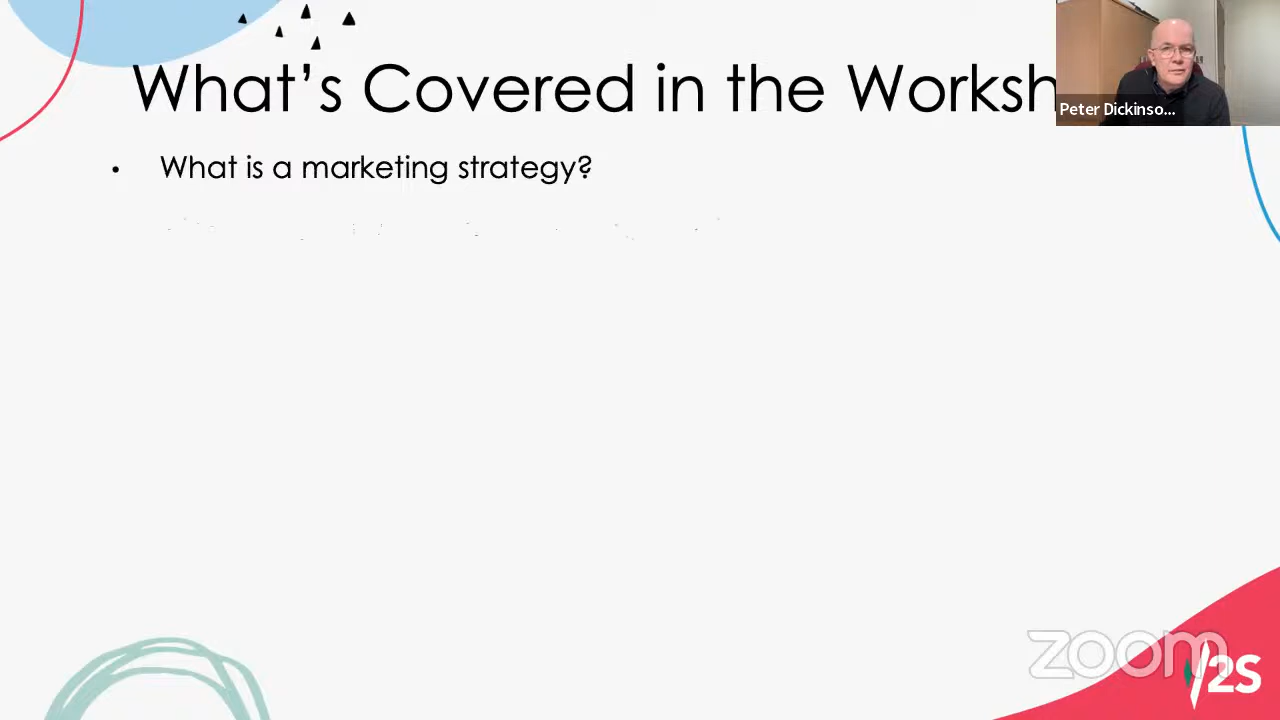 What's Covered in the Worksh
Peter Dickinso...
• What is a marketing strategy?
zoom
2S